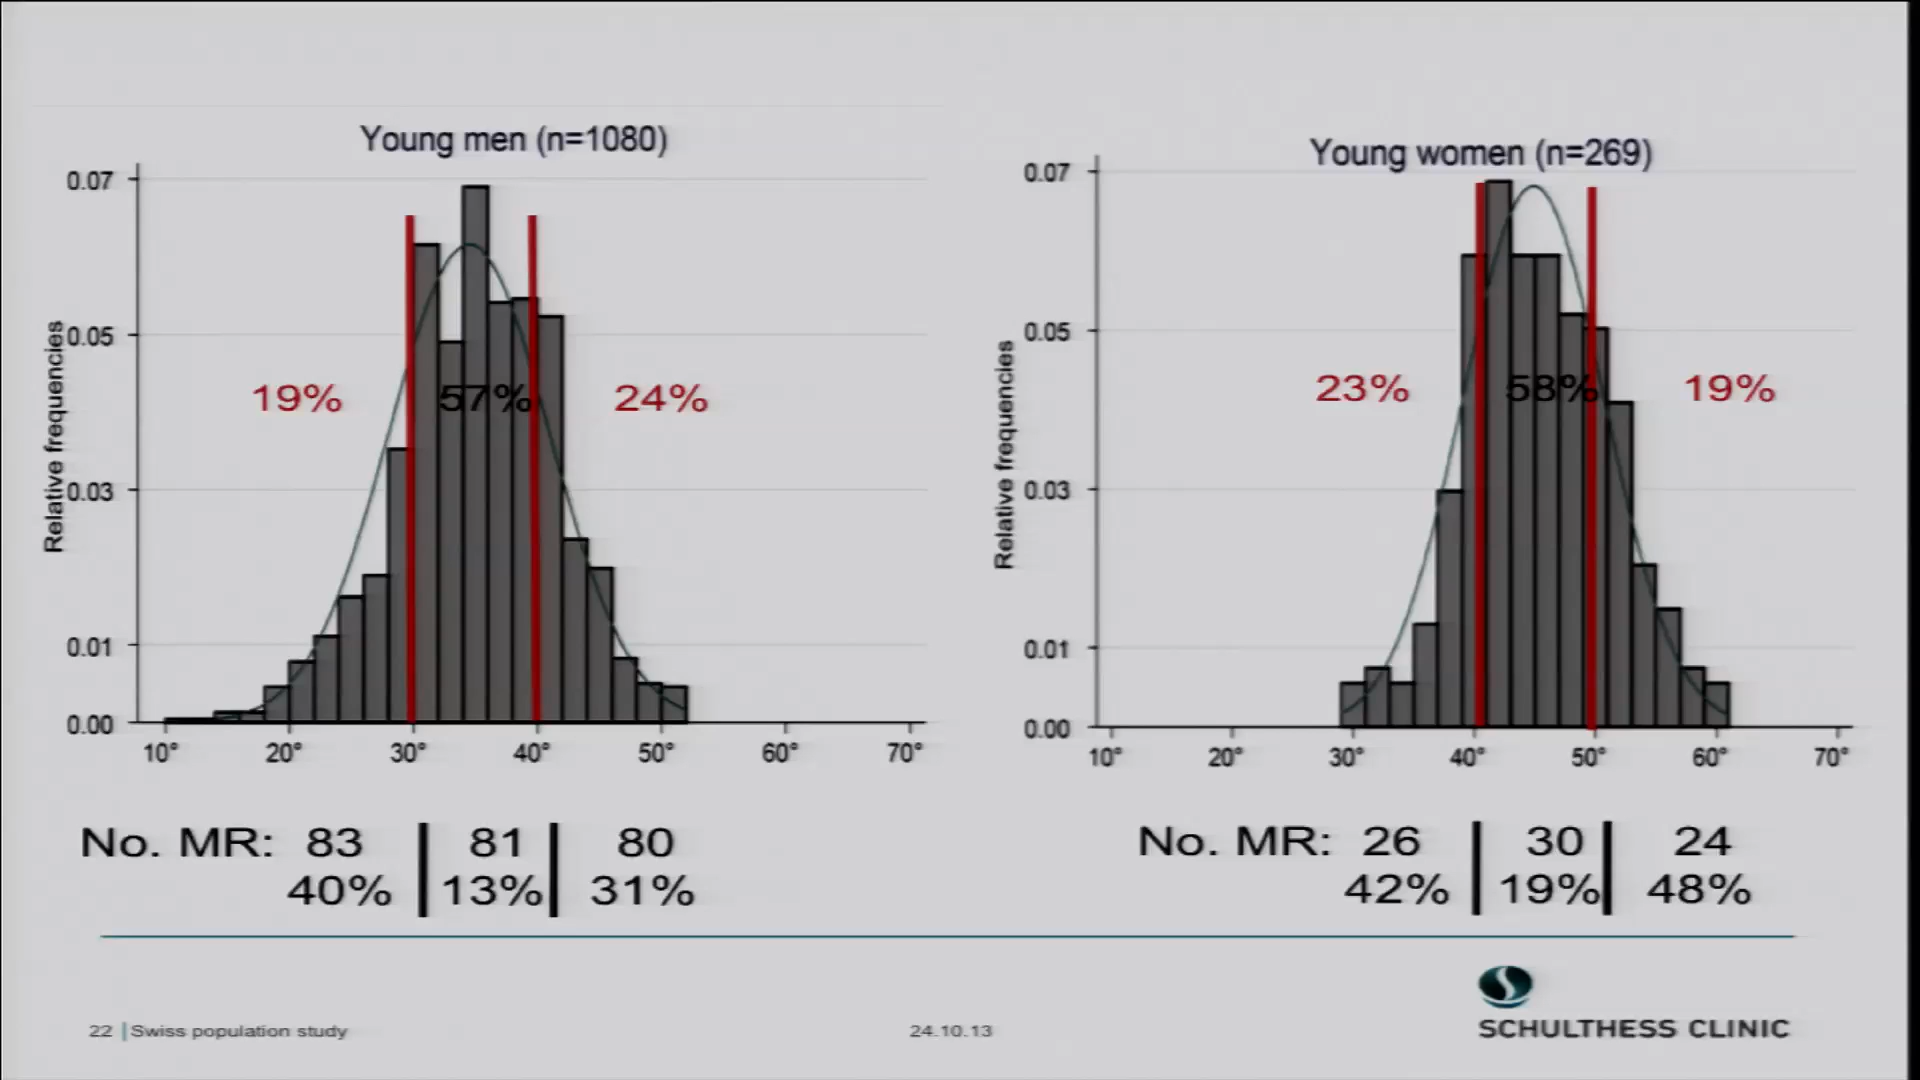 Young men (n=1080)
Relative frequencies
0.07
0.05
0.03
0.01
0.00
19%
57%
24%
10° 20° 30° 40° 50° 60° 70°
No. MR: 83 81 80
40% 13% 31%
Young women (n=269)
Relative frequencies
0.07
0.05
0.03
0.01
0.00
23%
58%
19%
10° 20° 30° 40° 50° 60° 70°
No. MR: 26 30 24
42% 19% 48%
22 Swiss population study
24.10.13
SCHULTHESS CLINIC